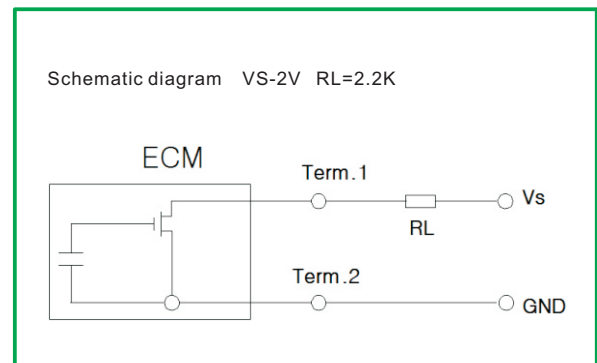 Schematic diagram VS-2V RL=2.2K
ECM
Term.1
Vs
RL
Term.2
GND